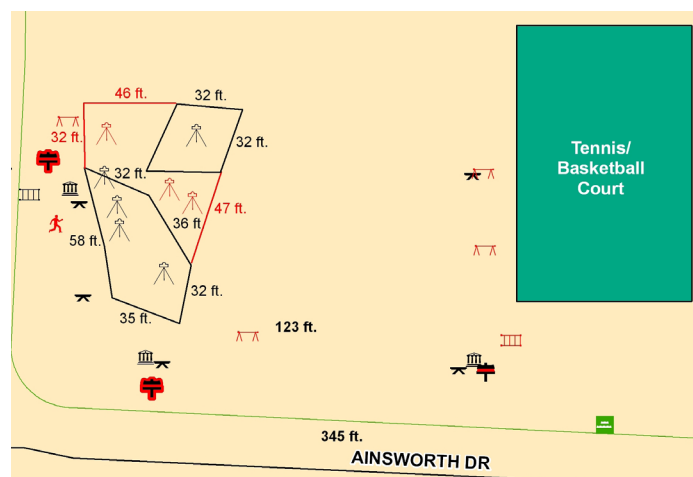 46 ft.
32 ft.
32 ft.
32 ft.
32 ft.
36 ft
47 ft.
58 ft.
32 ft.
35 ft.
123 ft.
Tennis/
Basketball
Court
345 ft.
AINSWORTH DR